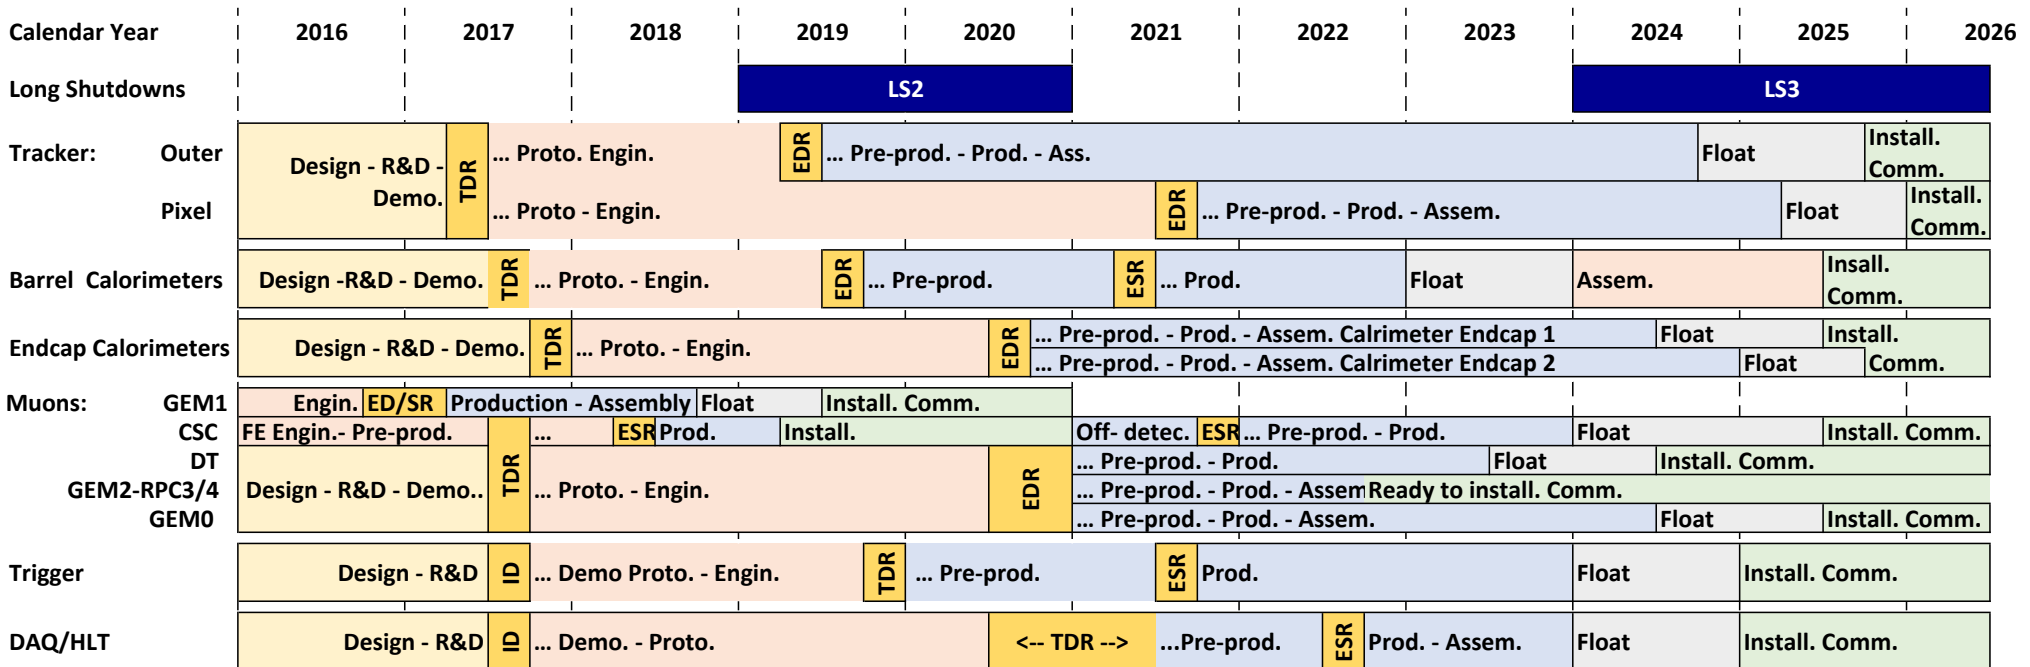 Calendar Year 2016 2017 2018 2019 2020 2021 2022 2023 2024 2025 2026
Long Shutdowns LS2 LS3
Tracker: Outer Design - R&D - Demo. TDR ... Proto. Engin. EDR ... Pre-prod. - Prod. - Ass. Float Install. Comm.
Pixel ... Proto - Engin. EDR ... Pre-prod. - Prod. - Assem. Float Install. Comm.
Barrel Calorimeters Design -R&D - Demo. TDR ... Proto. - Engin. EDR ... Pre-prod. ESR ... Prod. Float Assem. Insall. Comm.
Endcap Calorimeters Design - R&D - Demo. TDR ... Proto. - Engin. EDR ... Pre-prod. - Prod. - Assem. Calrimeter Endcap 1 Float Install.
... Pre-prod. - Prod. - Assem. Calrimeter Endcap 2 Float Comm.
Muons: GEM1 Engin. ED/SR Production - Assembly Float Install. Comm.
CSC FE Engin.- Pre-prod. TDR ... ESR Prod. Install. Off- detec. ESR ... Pre-prod. - Prod. Float Install. Comm.
DT ... Pre-prod. - Prod. Float Install. Comm.
GEM2-RPC3/4 Design - R&D - Demo.. ... Proto. - Engin. EDR ... Pre-prod. - Prod. - Assem Ready to install. Comm.
GEM0 ... Pre-prod. - Prod. - Assem. Float Install. Comm.
Trigger Design - R&D ID ... Demo Proto. - Engin. TDR ... Pre-prod. ESR Prod. Float Install. Comm.
DAQ/HLT Design - R&D ID ... Demo. - Proto. <-- TDR --> ...Pre-prod. ESR Prod. - Assem. Float Install. Comm.